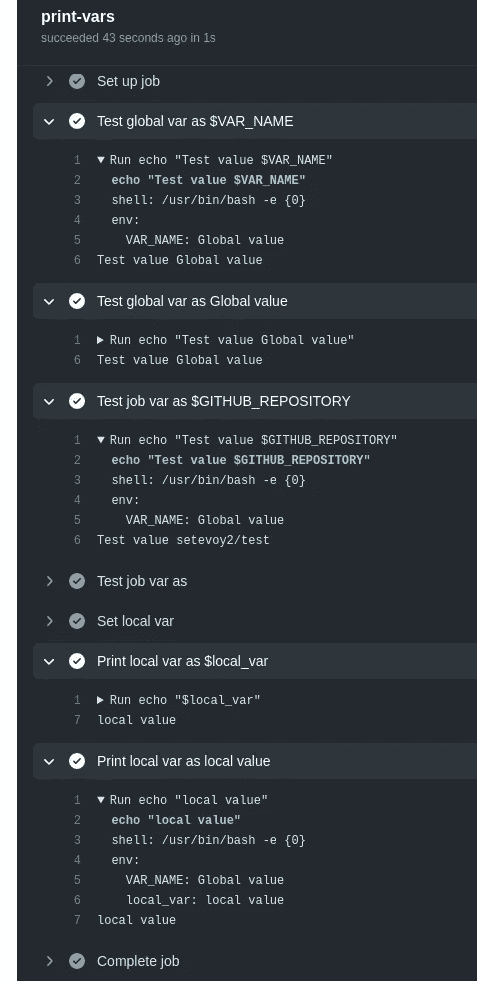 print-vars
succeeded 43 seconds ago in 1s
Set up job
Test global var as $VAR_NAME
1 Run echo "Test value $VAR_NAME"
2 echo "Test value $VAR_NAME"
3 shell: /usr/bin/bash -e {0}
4 env:
5 VAR_NAME: Global value
6 Test value Global value
Test global var as Global value
1 Run echo "Test value Global value"
6 Test value Global value
Test job var as $GITHUB_REPOSITORY
1 Run echo "Test value $GITHUB_REPOSITORY"
2 echo "Test value $GITHUB_REPOSITORY"
3 shell: /usr/bin/bash -e {0}
4 env:
5 VAR_NAME: Global value
6 Test value setevoy2/test
Test job var as
Set local var
Print local var as $local_var
1 Run echo "$local_var"
7 local value
Print local var as local value
1 Run echo "local value"
2 echo "local value"
3 shell: /usr/bin/bash -e {0}
4 env:
5 VAR_NAME: Global value
6 local_var: local value
7 local value
Complete job